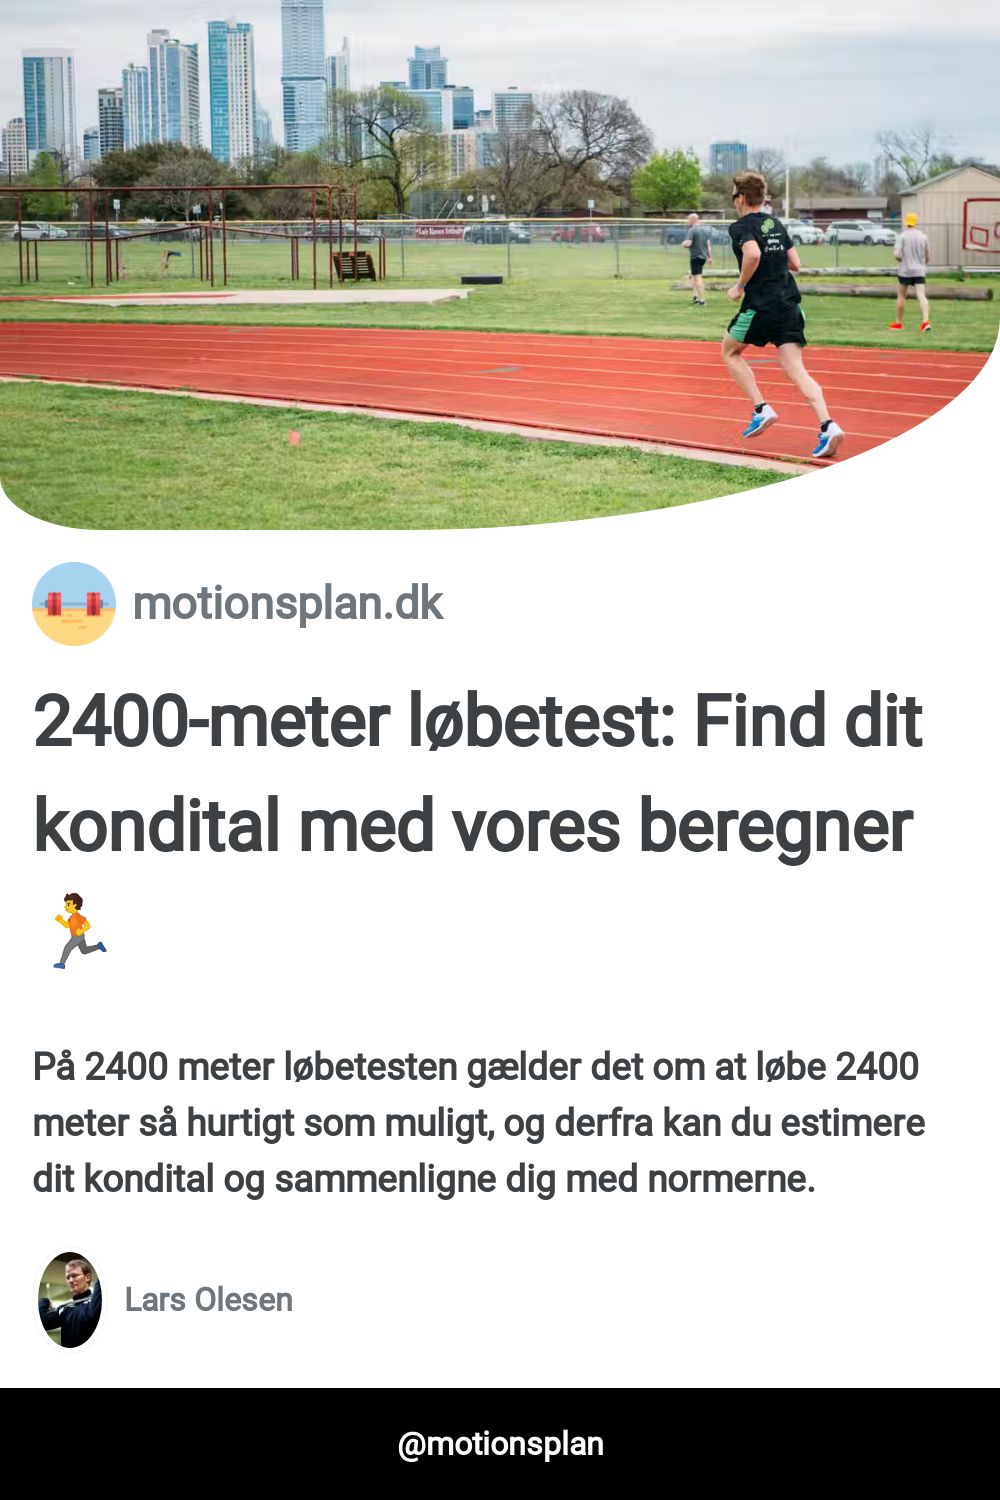 motionsplan.dk
2400-meter løbetest: Find dit
kondital med vores beregner
På 2400 meter løbetesten gælder det om at løbe 2400
meter så hurtigt som muligt, og derfra kan du estimere
dit kondital og sammenligne dig med normerne.
Lars Olesen
@motionsplan